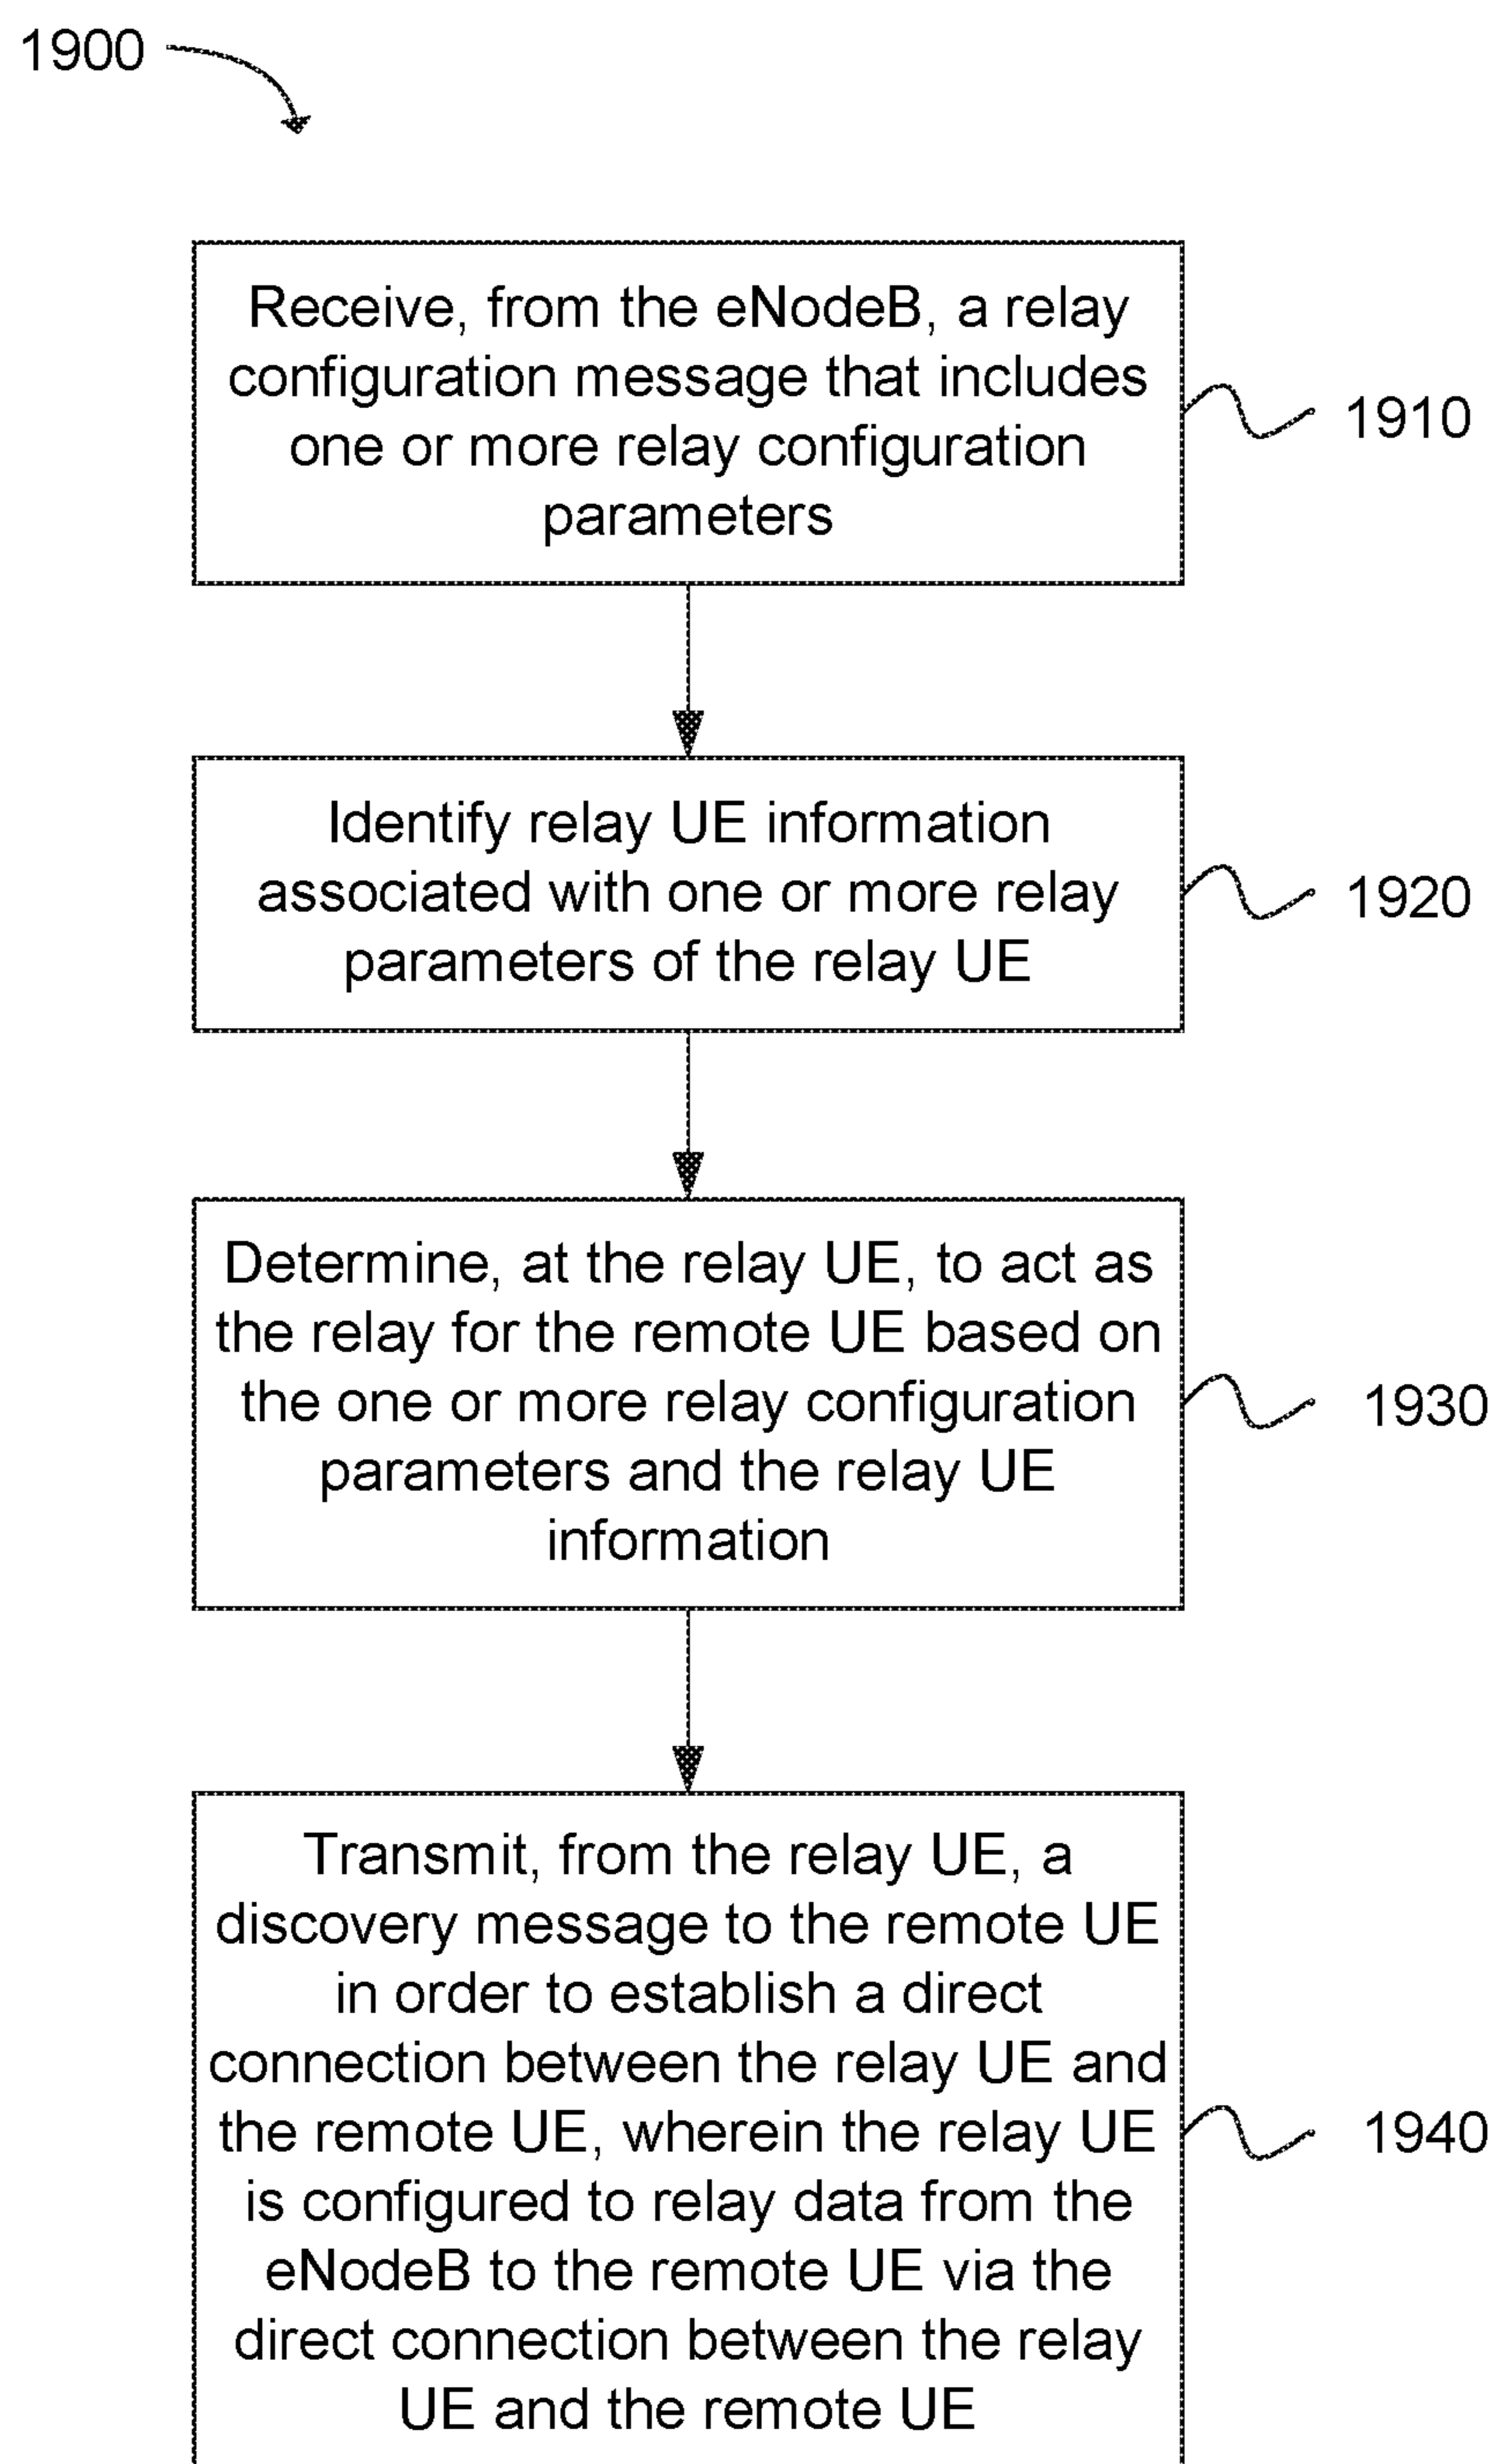 1900
Receive, from the eNodeB, a relay
configuration message that includes
one or more relay configuration
parameters
1910
Identify relay UE information
associated with one or more relay
parameters of the relay UE
1920
Determine, at the relay UE, to act as
the relay for the remote UE based on
the one or more relay configuration
parameters and the relay UE
information
1930
Transmit, from the relay UE, a
discovery message to the remote UE
in order to establish a direct
connection between the relay UE and
the remote UE, wherein the relay UE
is configured to relay data from the
eNodeB to the remote UE via the
direct connection between the relay
UE and the remote UE
1940